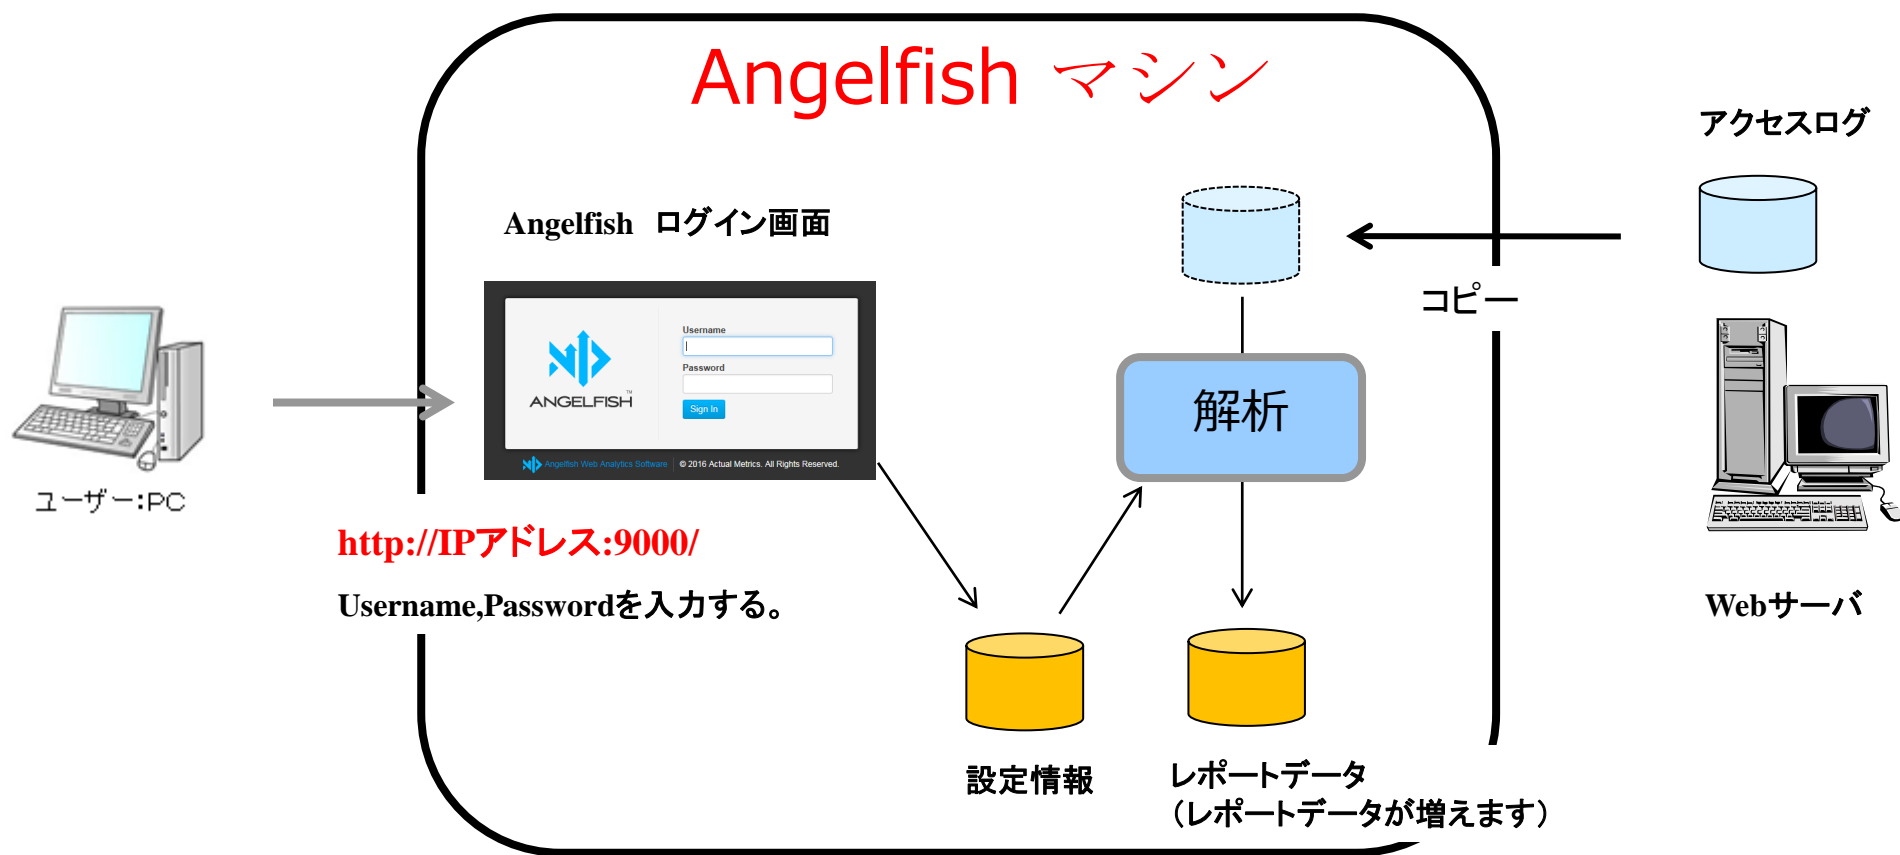 Angelfish マシン
アクセスログ
Angelfish ログイン画面
コピー
Username
Password
ANGELFISH™
Sign In
Angelfish Web Analytics Software
© 2016 Actual Metrics. All Rights Reserved.
解析
ユーザー:PC
http://IPアドレス:9000/
Username,Passwordを入力する。
Webサーバ
設定情報
レポートデータ
（レポートデータが増えます）